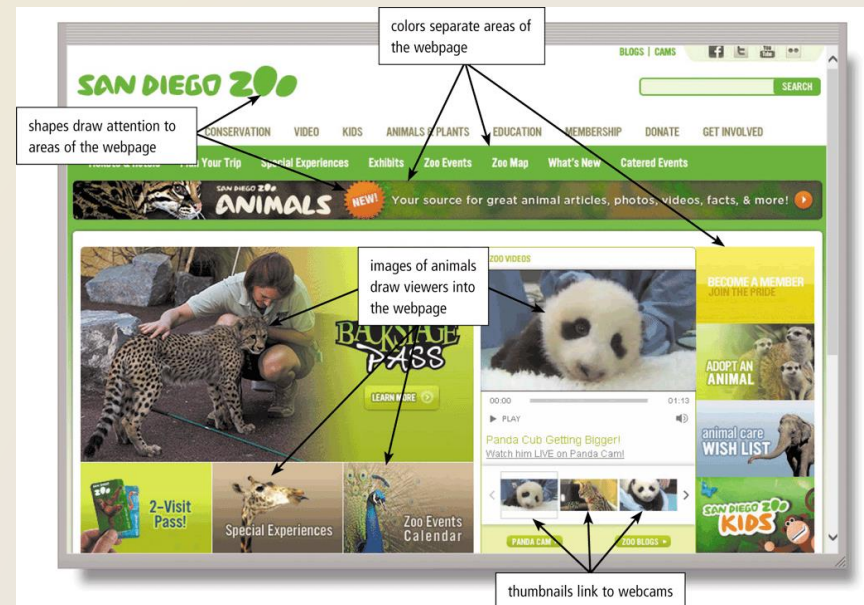 colors separate areas of
the webpage
BLOGS | CAMS
You
Tube
SAN DIEGO ZOO
SEARCH
shapes draw attention to
areas of the webpage
CONSERVATION VIDEO KIDS ANIMALS & PLANTS EDUCATION MEMBERSHIP DONATE GET INVOLVED
Your Trip Special Experiences Exhibits Zoo Events Zoo Map What's New Catered Events
SAN DIEGO ZOO
ANIMALS
NEW!
Your source for great animal articles, photos, videos, facts, & more!
images of animals
draw viewers into
the webpage
BACKSTAGE
PASS
LEARN MORE
ZOO VIDEOS
00:00 01:13
PLAY
Panda Cub Getting Bigger!
Watch him LIVE on Panda Cam!
PANDA CAM
ZOO BLOGS
BECOME A MEMBER
JOIN THE PRIDE
ADOPT AN
ANIMAL
animal care
WISH LIST
SAN DIEGO ZOO
KIDS
2-Visit
Pass!
Special Experiences
Zoo Events
Calendar
thumbnails link to webcams